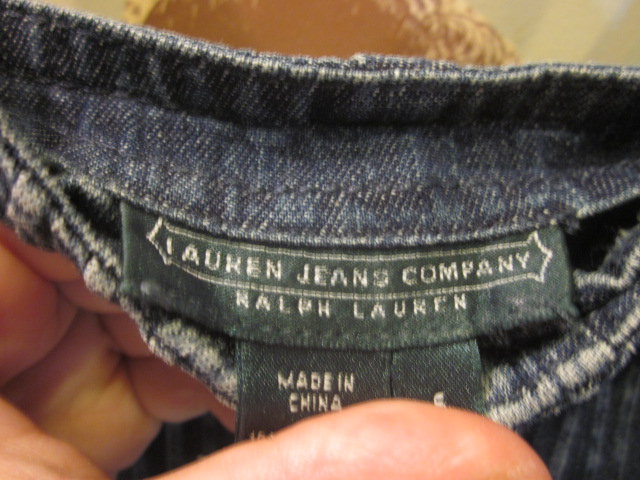 LAUREN JEANS COMPANY
RALPH LAUREN
MADE IN
CHINA